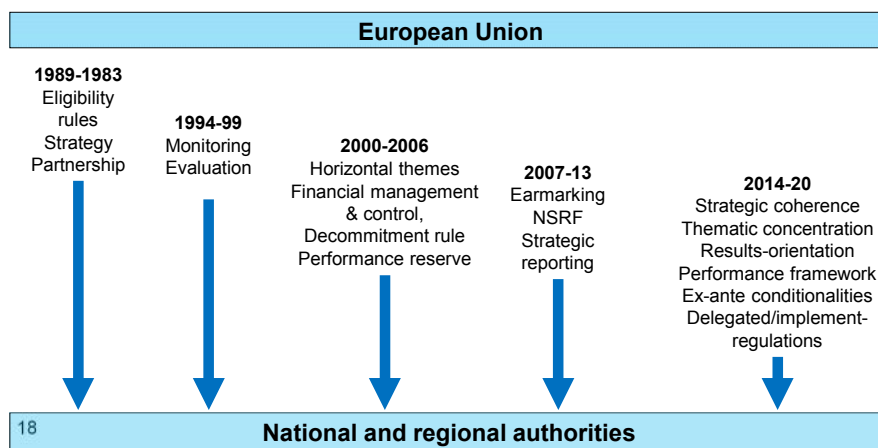 European Union
1989-1983
Eligibility
rules
Strategy
Partnership
1994-99
Monitoring
Evaluation
2000-2006
Horizontal themes
Financial management
& control,
Decommitment rule
Performance reserve
2007-13
Earmarking
NSRF
Strategic
reporting
2014-20
Strategic coherence
Thematic concentration
Results-orientation
Performance framework
Ex-ante conditionalities
Delegated/implement-
regulations
18
National and regional authorities